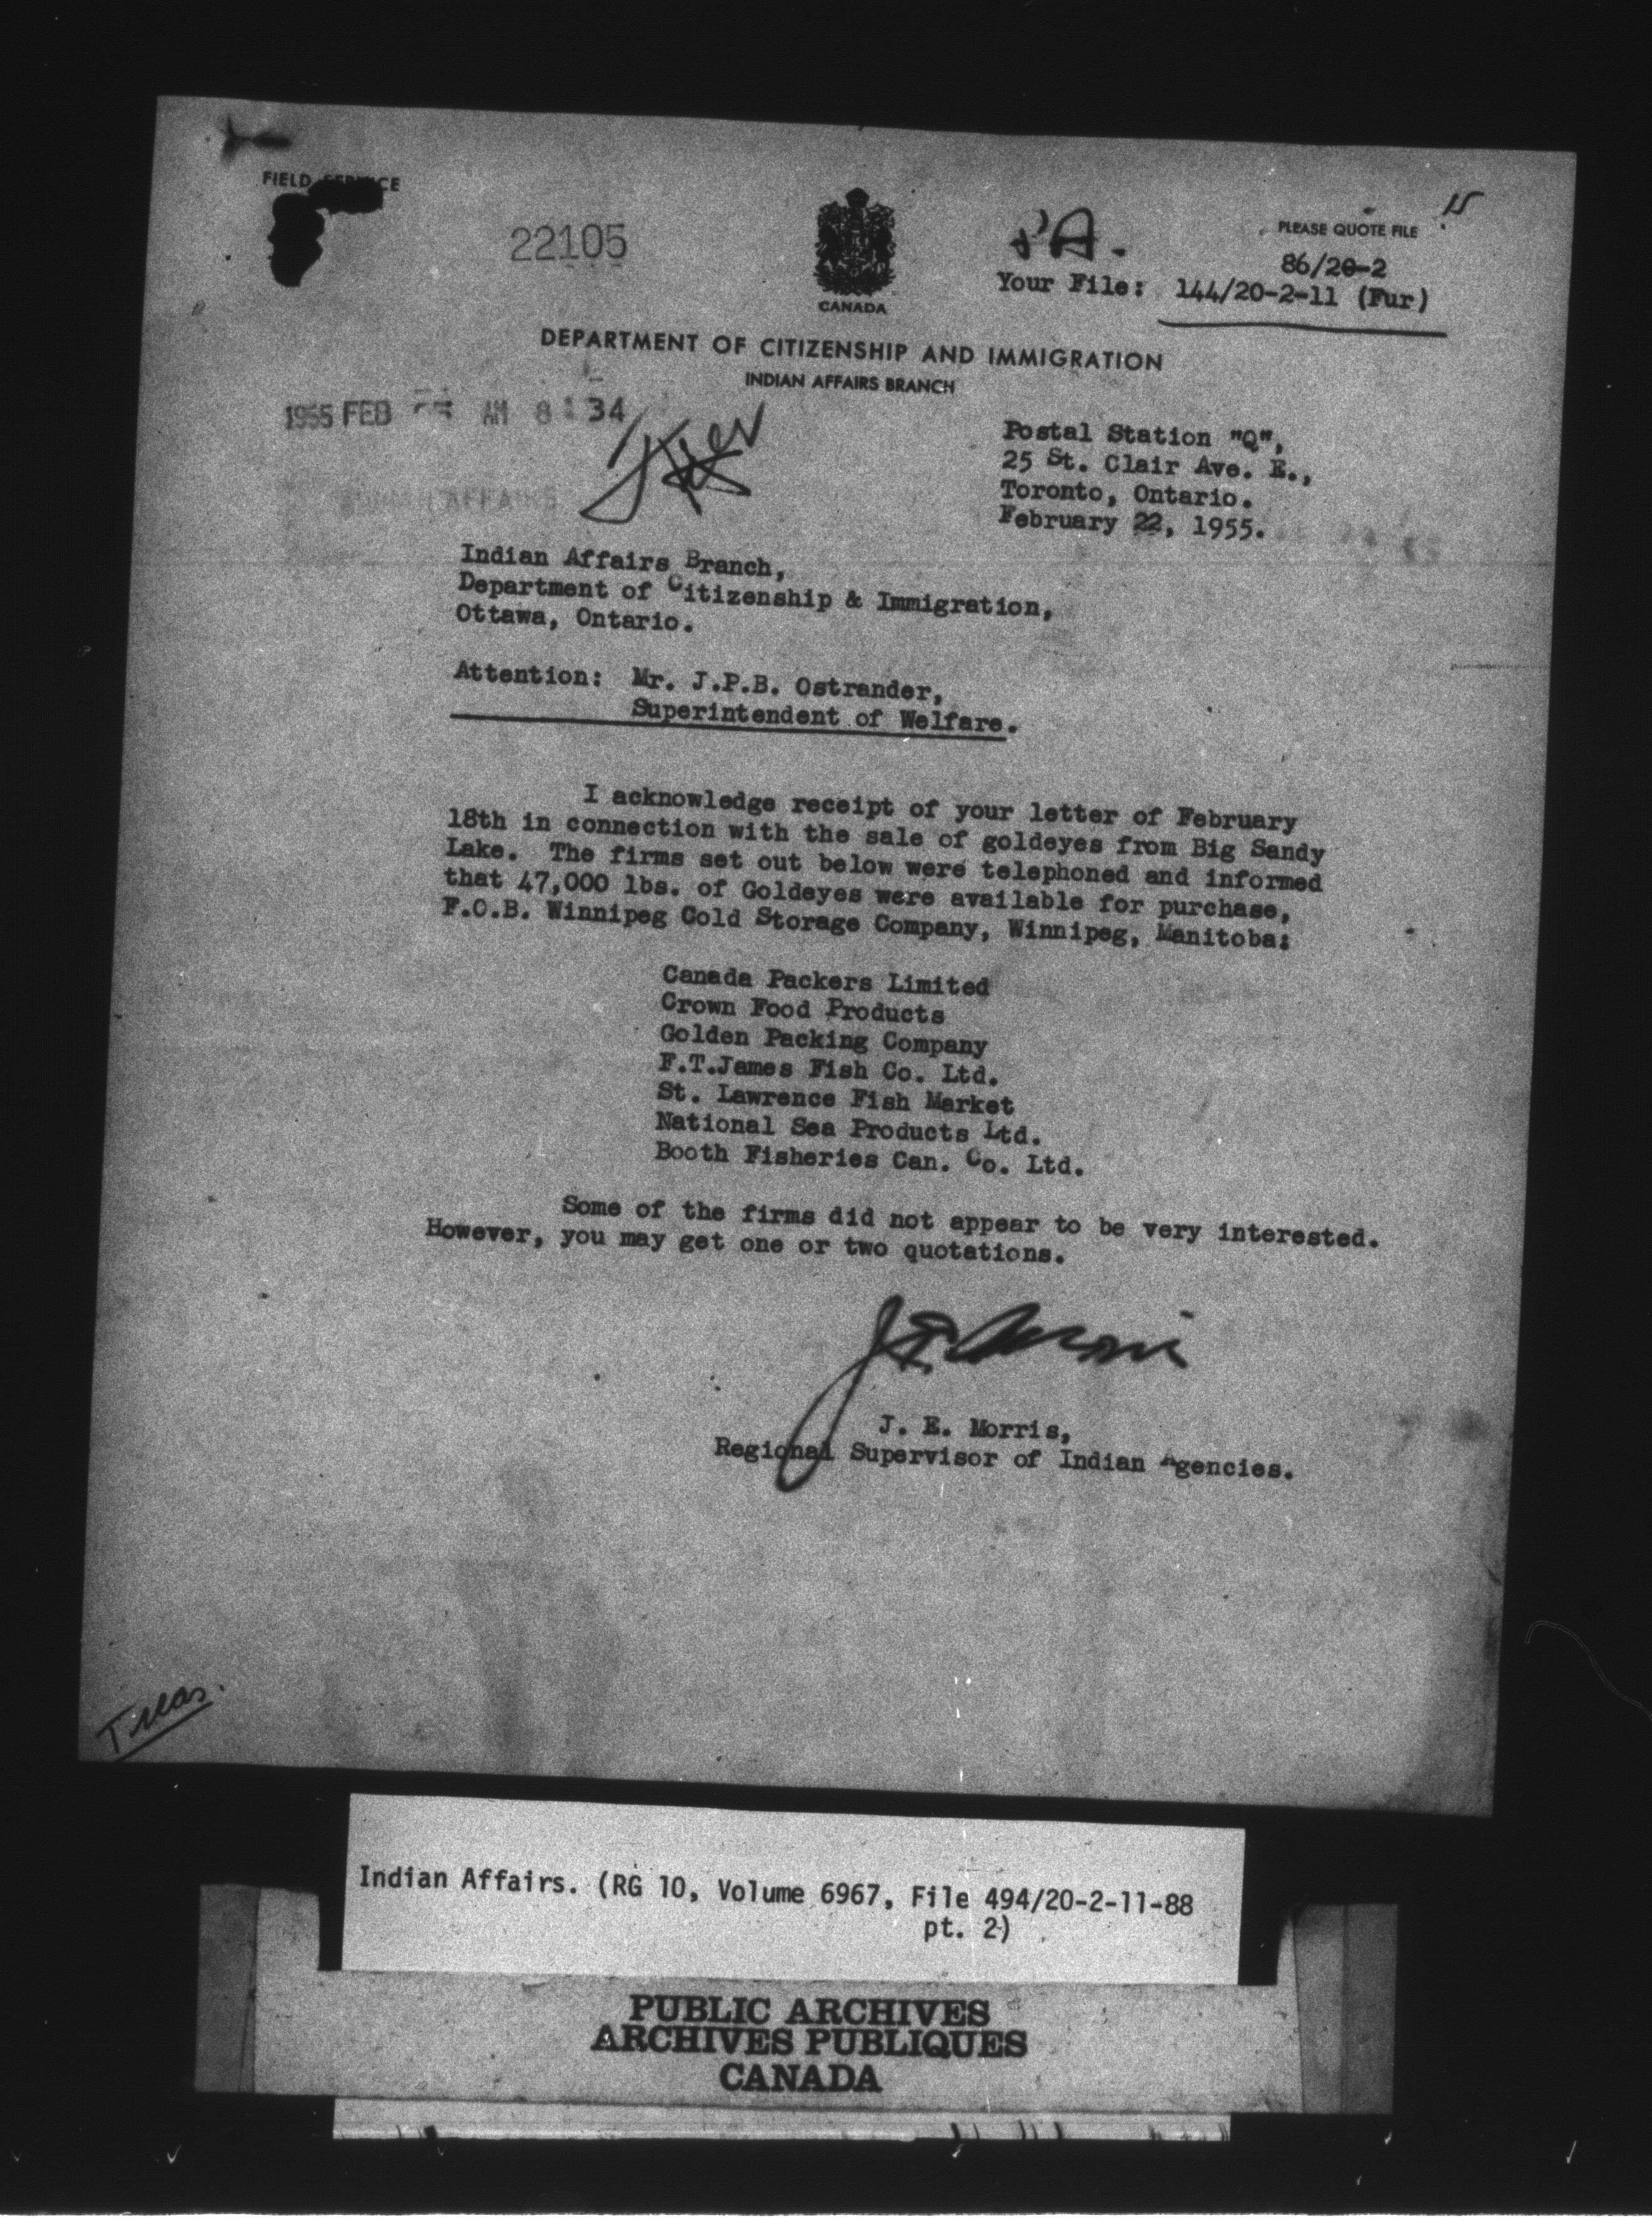 FIELD SERVICE
22105
P.A.
15
PLEASE QUOTE FILE
86/20-2
Your File: 144/20-2-11 (Fur)
CANADA
DEPARTMENT OF CITIZENSHIP AND IMMIGRATION
INDIAN AFFAIRS BRANCH
1955 FEB AM 8:34
INDIAN AFFAIRS
Postal Station "Q",
25 St. Clair Ave. E.,
Toronto, Ontario.
February 22, 1955.
Indian Affairs Branch,
Department of Citizenship & Immigration,
Ottawa, Ontario.
Attention: Mr. J.P.B. Ostrander,
Superintendent of Welfare.
I acknowledge receipt of your letter of February
18th in connection with the sale of goldeyes from Big Sandy
Lake. The firms set out below were telephoned and informed
that 47,000 lbs. of Goldeyes were available for purchase,
F.O.B. Winnipeg Cold Storage Company, Winnipeg, Manitoba:
Canada Packers Limited
Crown Food Products
Golden Packing Company
F.T.James Fish Co. Ltd.
St. Lawrence Fish Market
National Sea Products Ltd.
Booth Fisheries Can. Co. Ltd.
Some of the firms did not appear to be very interested.
However, you may get one or two quotations.
J.E. Morris
J. E. Morris,
Regional Supervisor of Indian Agencies.
Treas.
Indian Affairs. (RG 10, Volume 6967, File 494/20-2-11-88
pt. 2)
PUBLIC ARCHIVES
ARCHIVES PUBLIQUES
CANADA